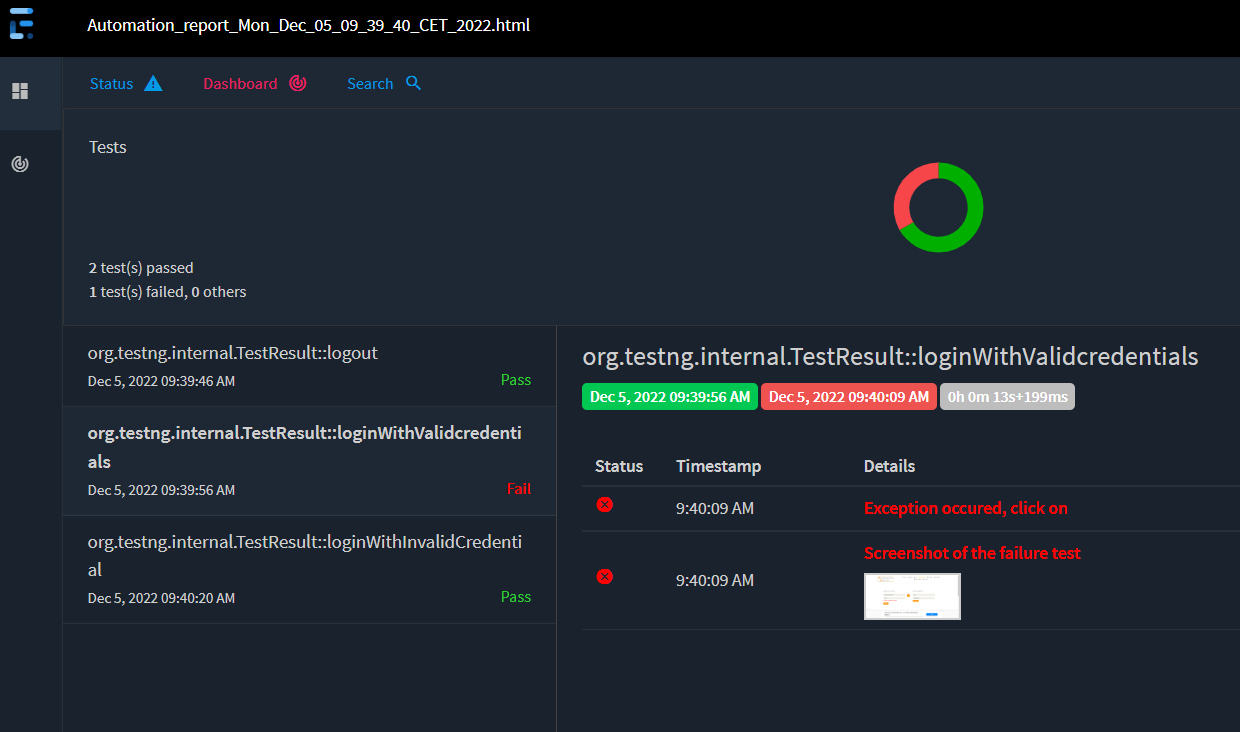 Automation_report_Mon_Dec_05_09_39_40_CET_2022.html
Status
Dashboard
Search
Tests
2 test(s) passed
1 test(s) failed, 0 others
org.testng.internal.TestResult::logout
Dec 5, 2022 09:39:46 AM
Pass
org.testng.internal.TestResult::loginWithValidcredenti
als
Dec 5, 2022 09:39:56 AM
Fail
org.testng.internal.TestResult::loginWithInvalidCredenti
al
Dec 5, 2022 09:40:20 AM
Pass
org.testng.internal.TestResult::loginWithValidcredentials
Dec 5, 2022 09:39:56 AM Dec 5, 2022 09:40:09 AM 0h 0m 13s+199ms
Status Timestamp Details
9:40:09 AM Exception occured, click on
Screenshot of the failure test
9:40:09 AM